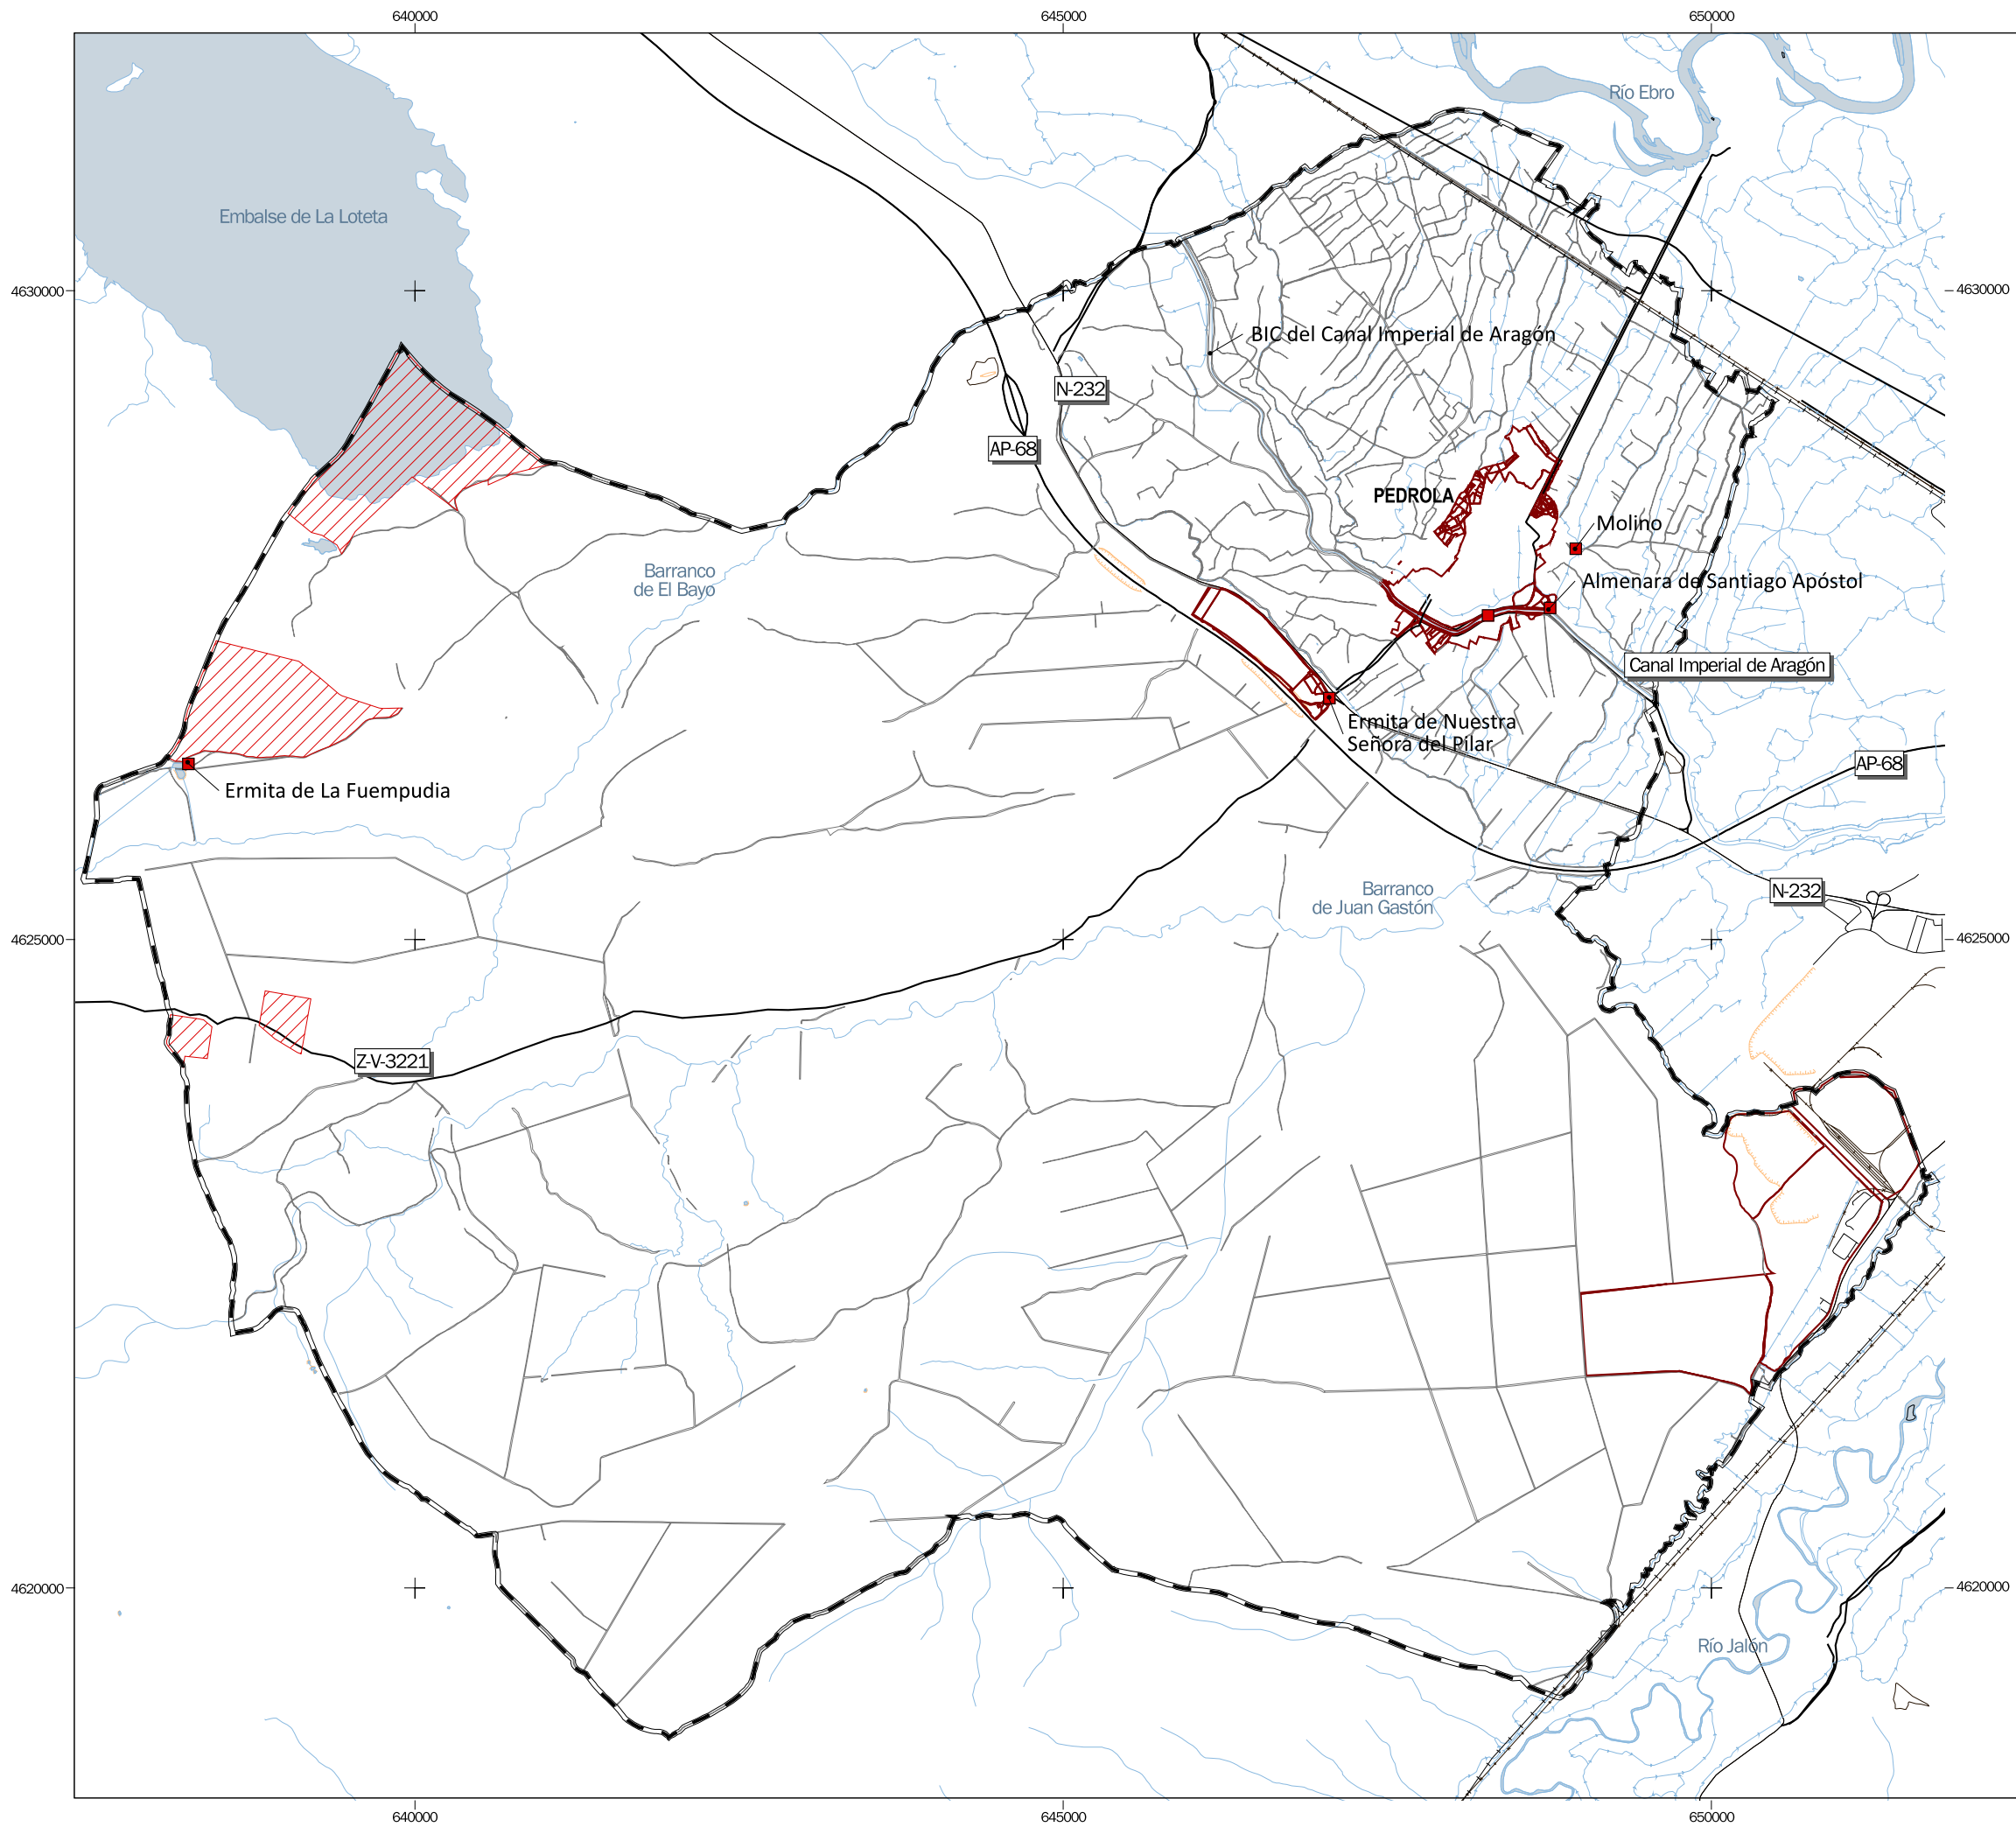 640000
645000
650000
Río Ebro
Embalse de La Loteta
4630000
4630000
BIC del Canal Imperial de Aragón
N-232
AP-68
PEDROLA
Molino
Barranco
de El Bayo
Almenara de Santiago Apóstol
Canal Imperial de Aragón
Ermita de Nuestra
Señora del Pilar
AP-68
Ermita de La Fuempudia
Barranco
de Juan Gastón
N-232
4625000
4625000
Z-V-3221
4620000
4620000
Río Jalón
640000
645000
650000